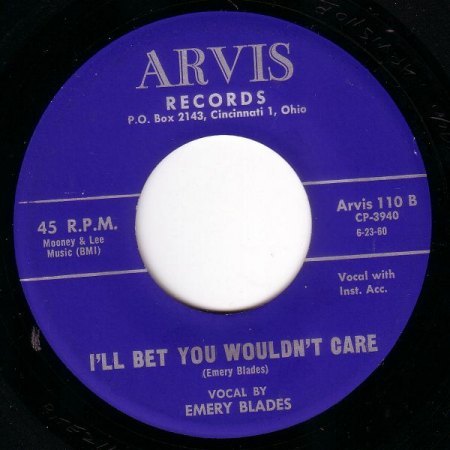 ARVIS
RECORDS
P.O. Box 2143, Cincinnati 1, Ohio
45 R.P.M.
Mooney & Lee
Music (BMI)
Arvis 110 B
CP-3940
6-23-60
Vocal with
Inst. Acc.
I'LL BET YOU WOULDN'T CARE
(Emery Blades)
VOCAL BY
EMERY BLADES